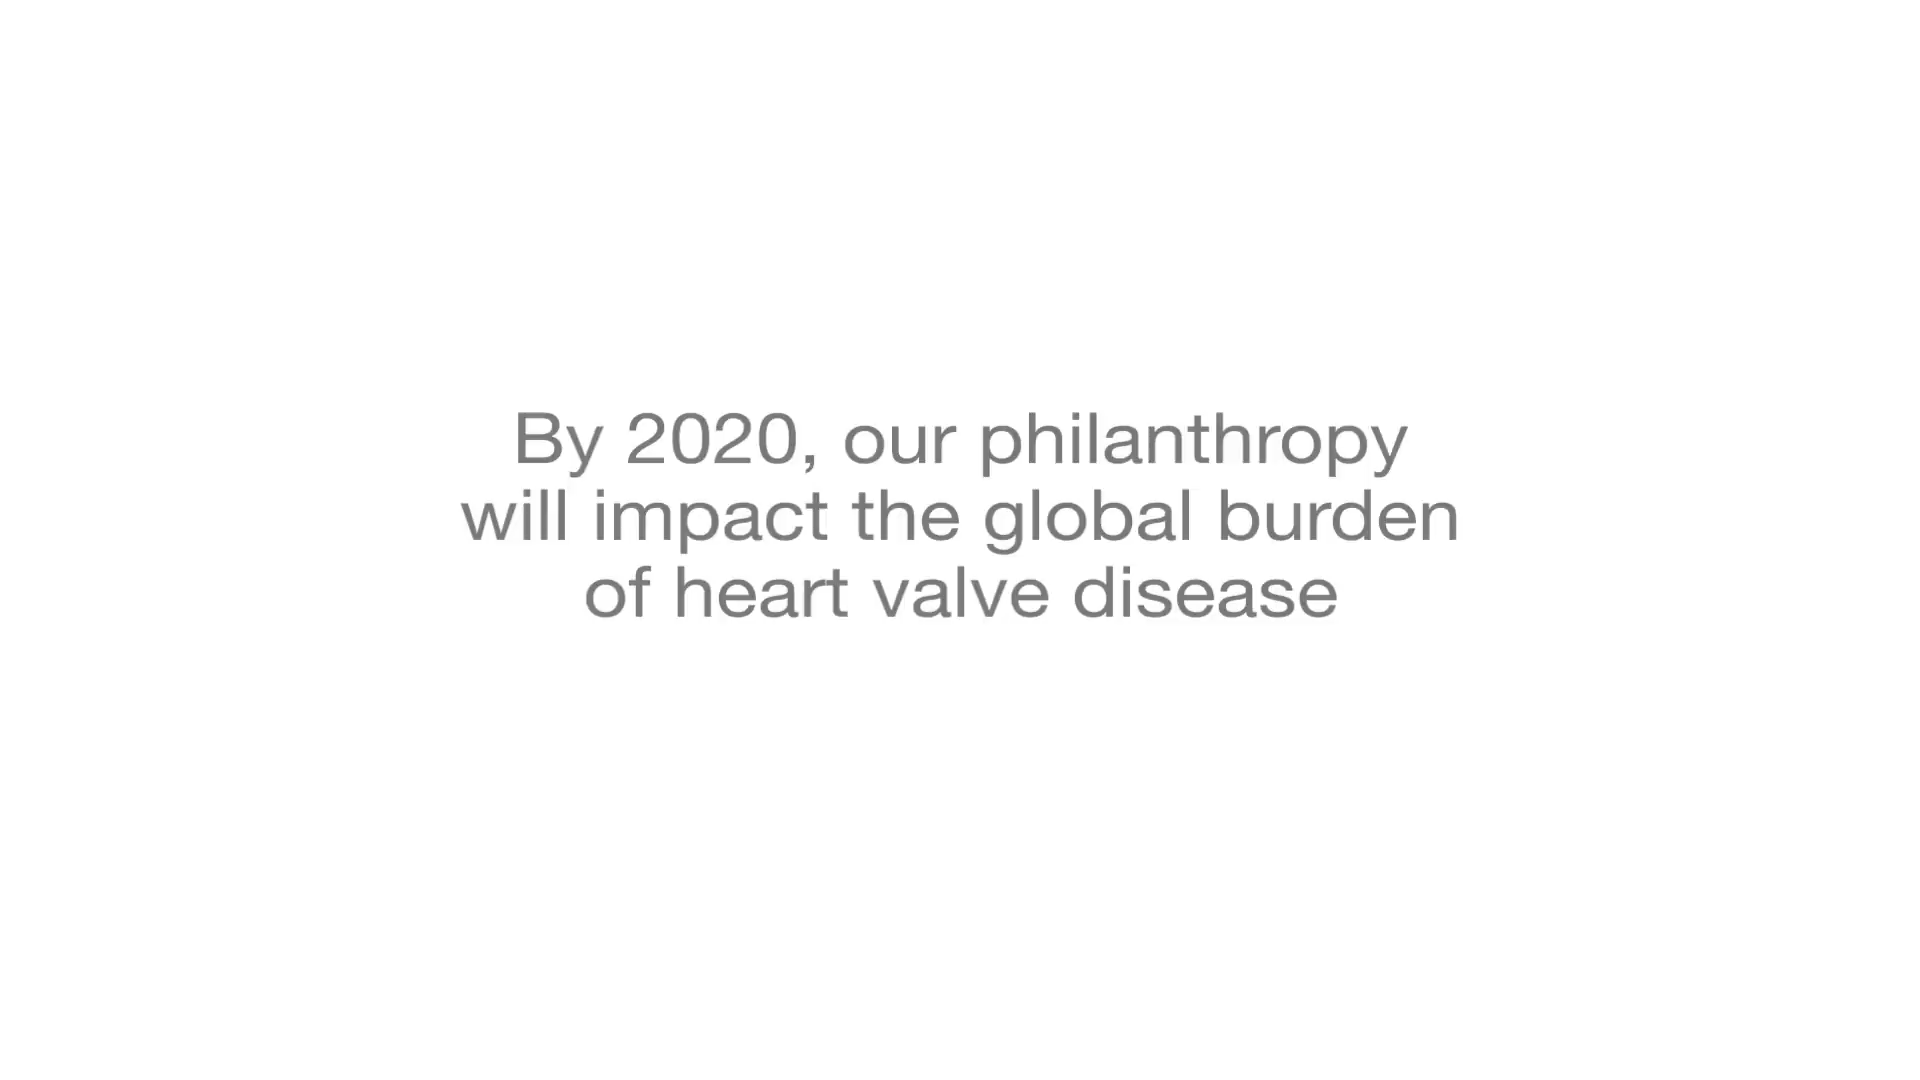 By 2020, our philanthropy
will impact the global burden
of heart valve disease